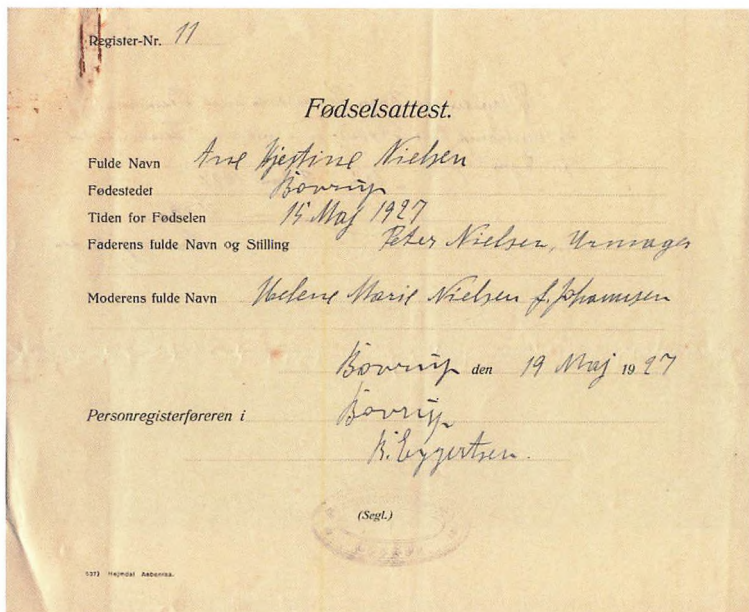 Register-Nr. 11
Fødselsattest.
Fulde Navn Ane Kjestine Nielsen
Fødestedet Bovrup
Tiden for Fødselen 15 Maj 1927
Faderens fulde Navn og Stilling Peter Nielsen, Urmager
Moderens fulde Navn Helene Marie Nielsen f. Johannsen
Bovrup den 19 Maj 1927
Personregisterføreren i Bovrup
Eggertsen.
(Segl.)
Hejmdal Aabenraa.